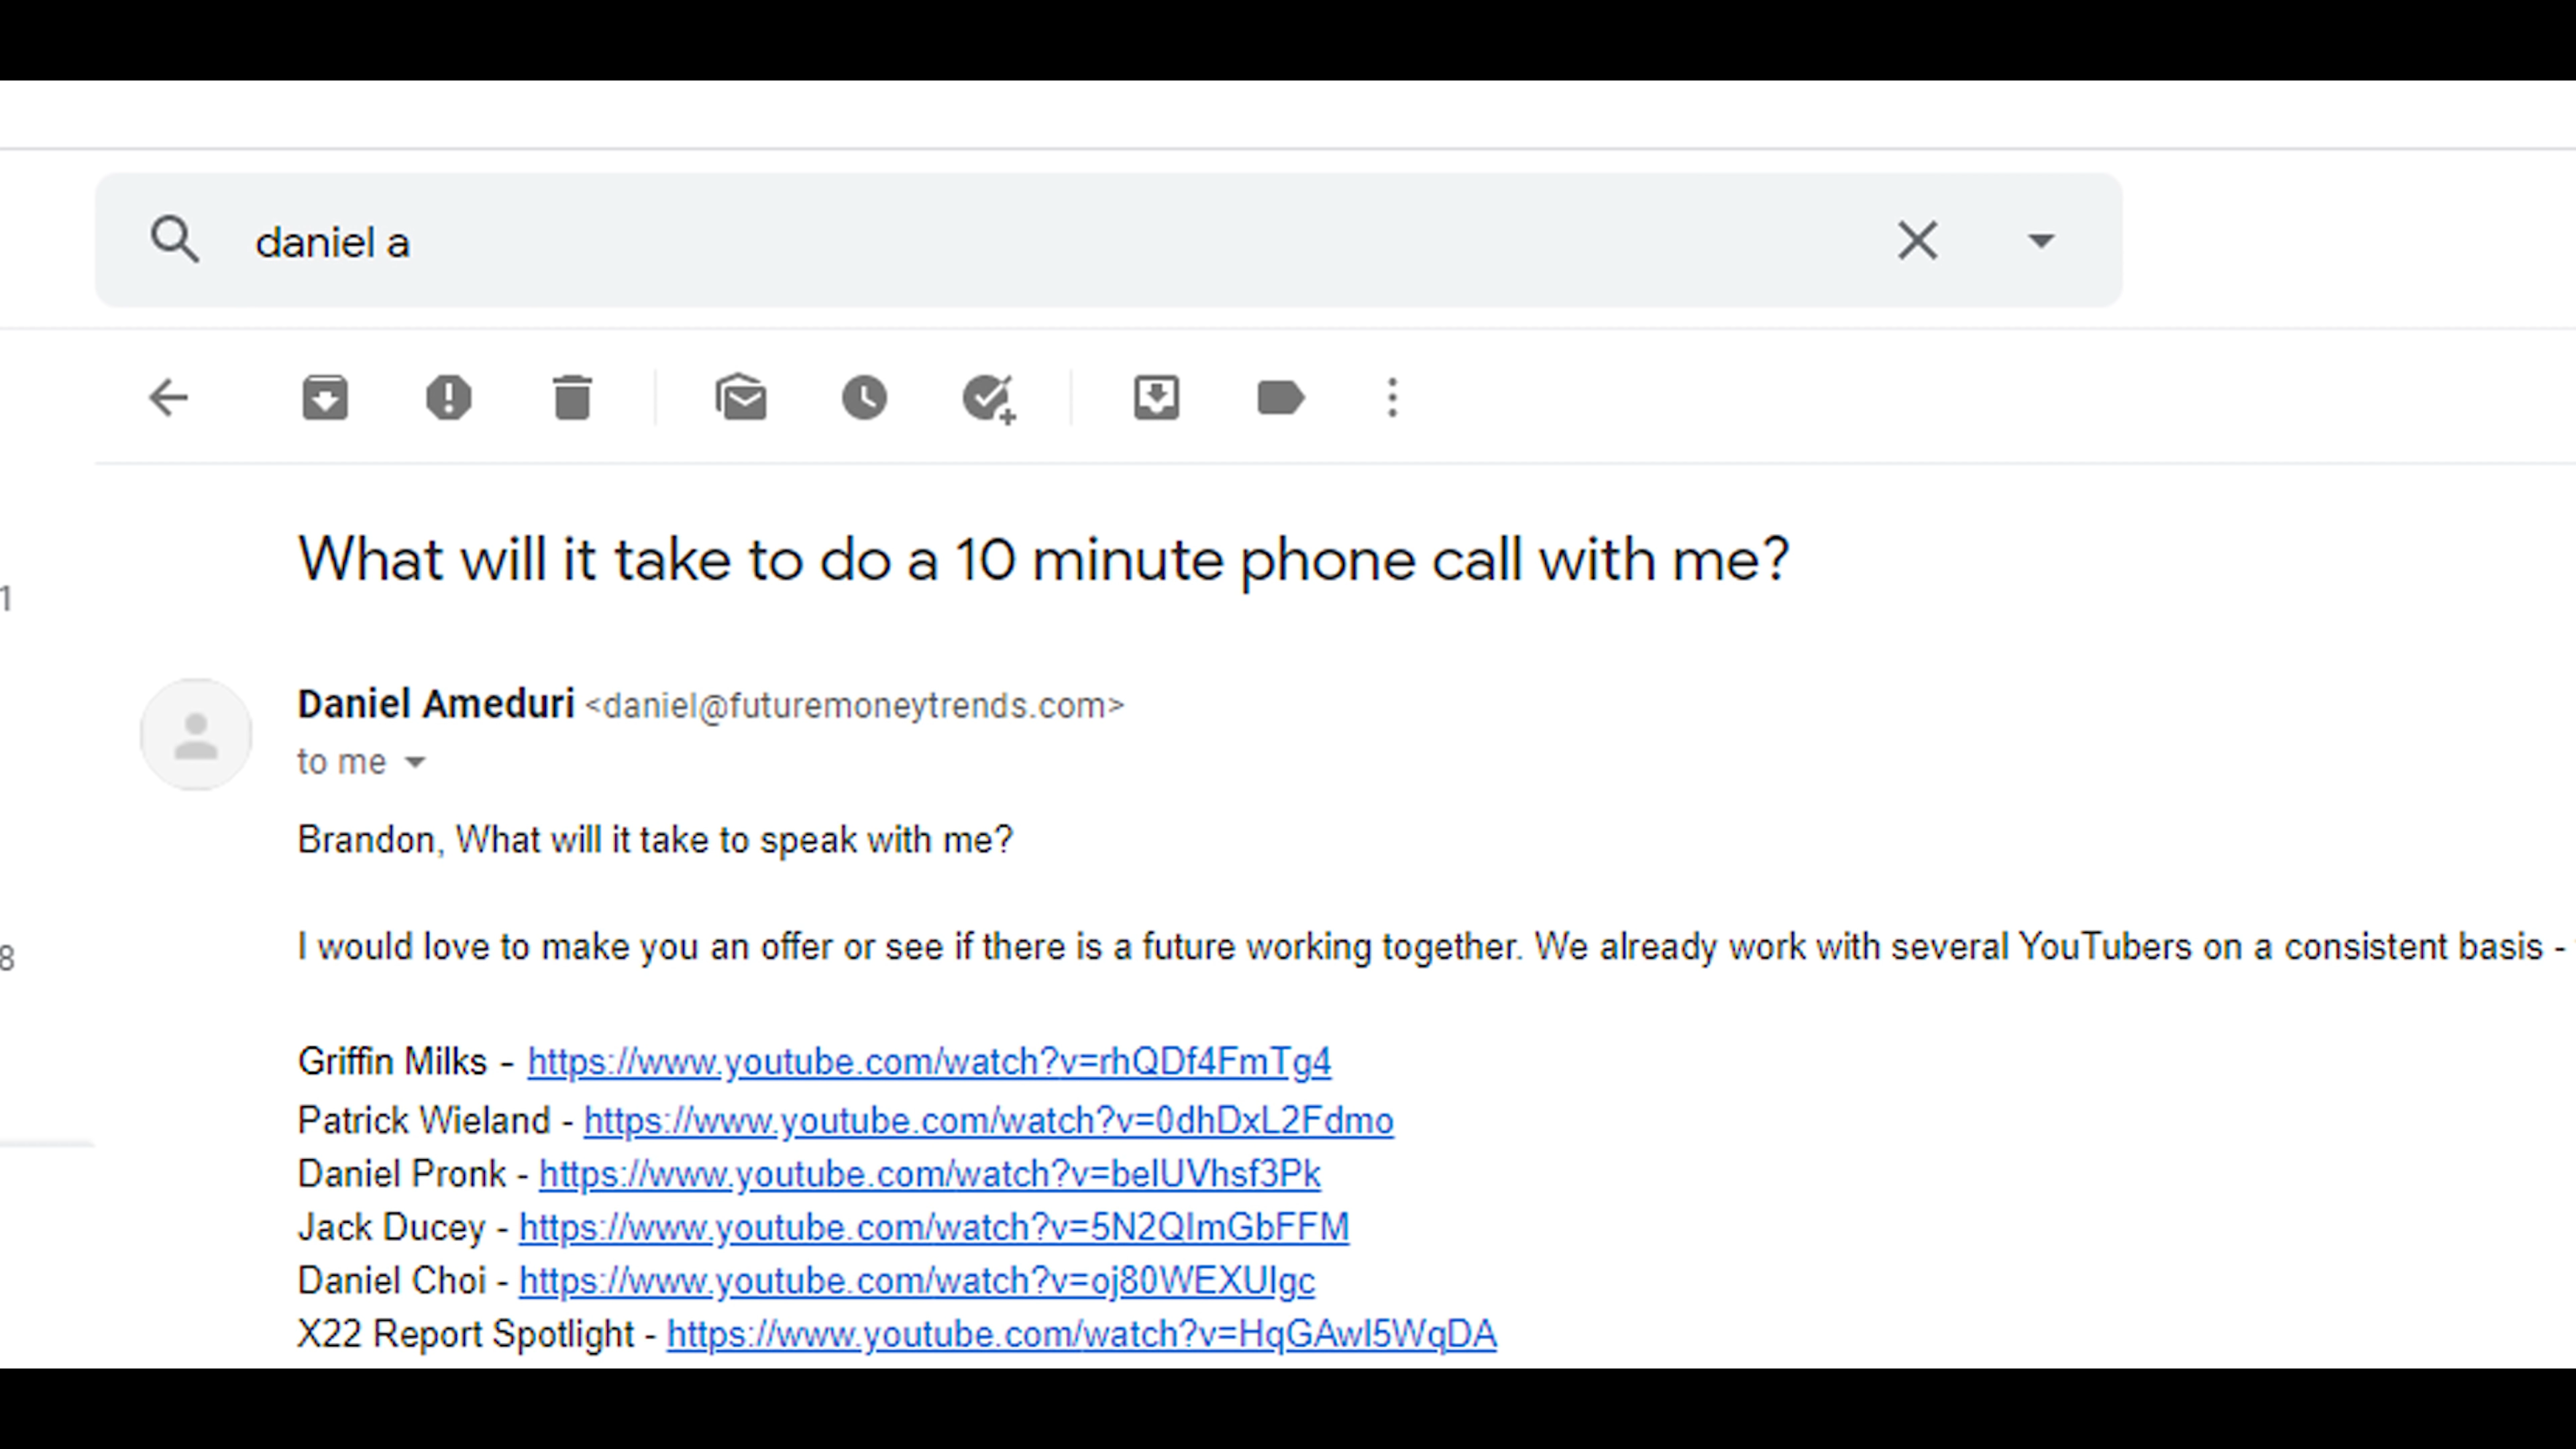 daniel a
What will it take to do a 10 minute phone call with me?
1
Daniel Ameduri <daniel@futuremoneytrends.com>
to me
Brandon, What will it take to speak with me?
I would love to make you an offer or see if there is a future working together. We already work with several YouTubers on a consistent basis -
8
Griffin Milks - https://www.youtube.com/watch?v=rhQDf4FmTg4
Patrick Wieland - https://www.youtube.com/watch?v=0dhDxL2Fdmo
Daniel Pronk - https://www.youtube.com/watch?v=beIUVhsf3Pk
Jack Ducey - https://www.youtube.com/watch?v=5N2QImGbFFM
Daniel Choi - https://www.youtube.com/watch?v=oj80WEXUIgc
X22 Report Spotlight - https://www.youtube.com/watch?v=HqGAwI5WqDA